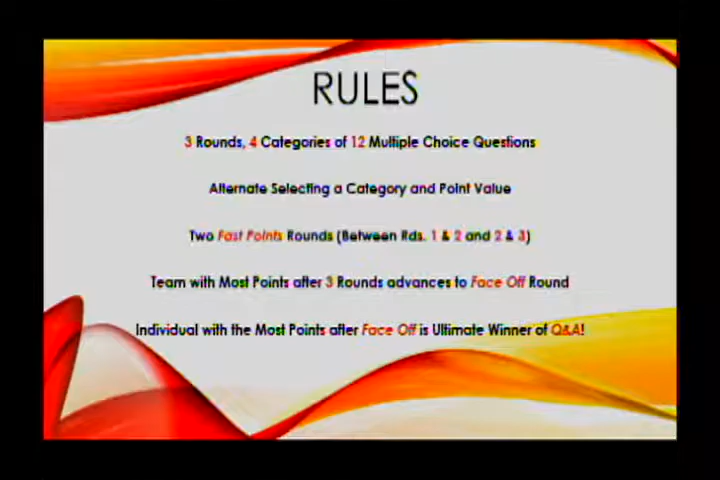 RULES
3 Rounds, 4 Categories of 12 Multiple Choice Questions
Alternate Selecting a Category and Point Value
Two Fast Points Rounds (Between Rds. 1 & 2 and 2 & 3)
Team with Most Points after 3 Rounds advances to Face Off Round
Individual with the Most Points after Face Off is Ultimate Winner of Q&A!